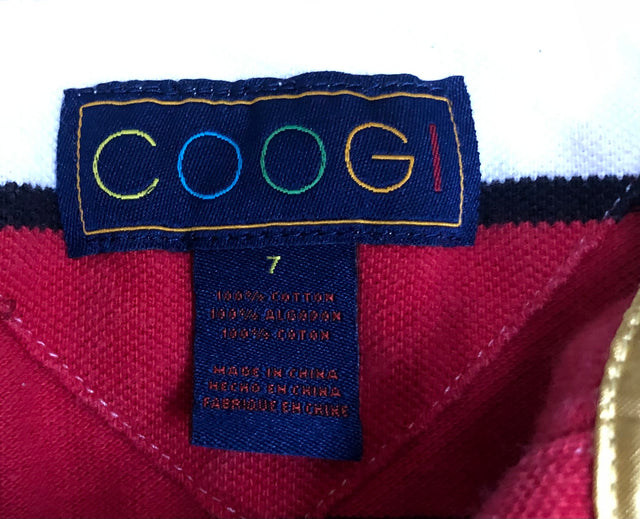 COOGI
7
100% COTTON
100% ALGODON
100% COTON
MADE IN CHINA
HECHO EN CHINA
FABRIQUE EN CHINE